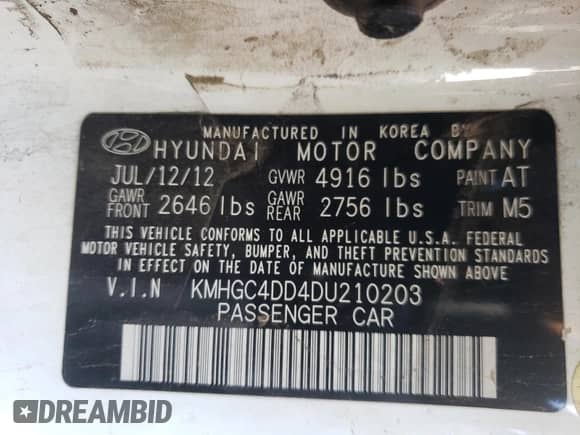 MANUFACTURED IN KOREA BY
HYUNDAI MOTOR COMPANY
JUL/12/12 GVWR 4916 lbs PAINT AT
GAWR FRONT 2646 lbs GAWR REAR 2756 lbs TRIM M5
THIS VEHICLE CONFORMS TO ALL APPLICABLE U.S.A. FEDERAL
MOTOR VEHICLE SAFETY, BUMPER, AND THEFT PREVENTION STANDARDS
IN EFFECT ON THE DATE OF MANUFACTURE SHOWN ABOVE
V.I.N KMHGC4DD4DU210203
PASSENGER CAR
DREAMBID